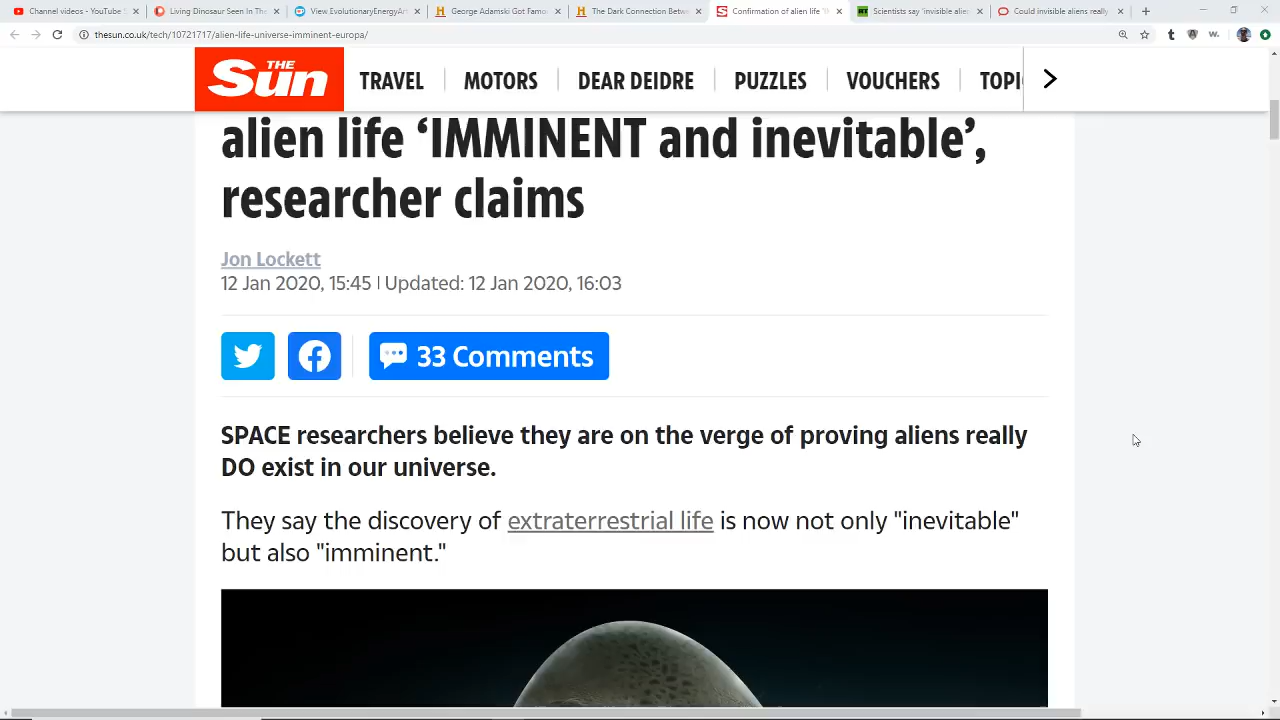 Channel videos - YouTube S
Living Dinosaur Seen In The
View EvolutionaryEnergyArt
George Adamski Got Famo
The Dark Connection Betw
Confirmation of alien life 'I
Scientists say 'invisible alien
Could invisible aliens really
thesun.co.uk/tech/10721717/alien-life-universe-imminent-europa/
THE Sun
TRAVEL
MOTORS
DEAR DEIDRE
PUZZLES
VOUCHERS
TOPI
alien life ‘IMMINENT and inevitable’,
researcher claims
Jon Lockett
12 Jan 2020, 15:45 | Updated: 12 Jan 2020, 16:03
33 Comments
SPACE researchers believe they are on the verge of proving aliens really
DO exist in our universe.
They say the discovery of extraterrestrial life is now not only "inevitable"
but also "imminent."